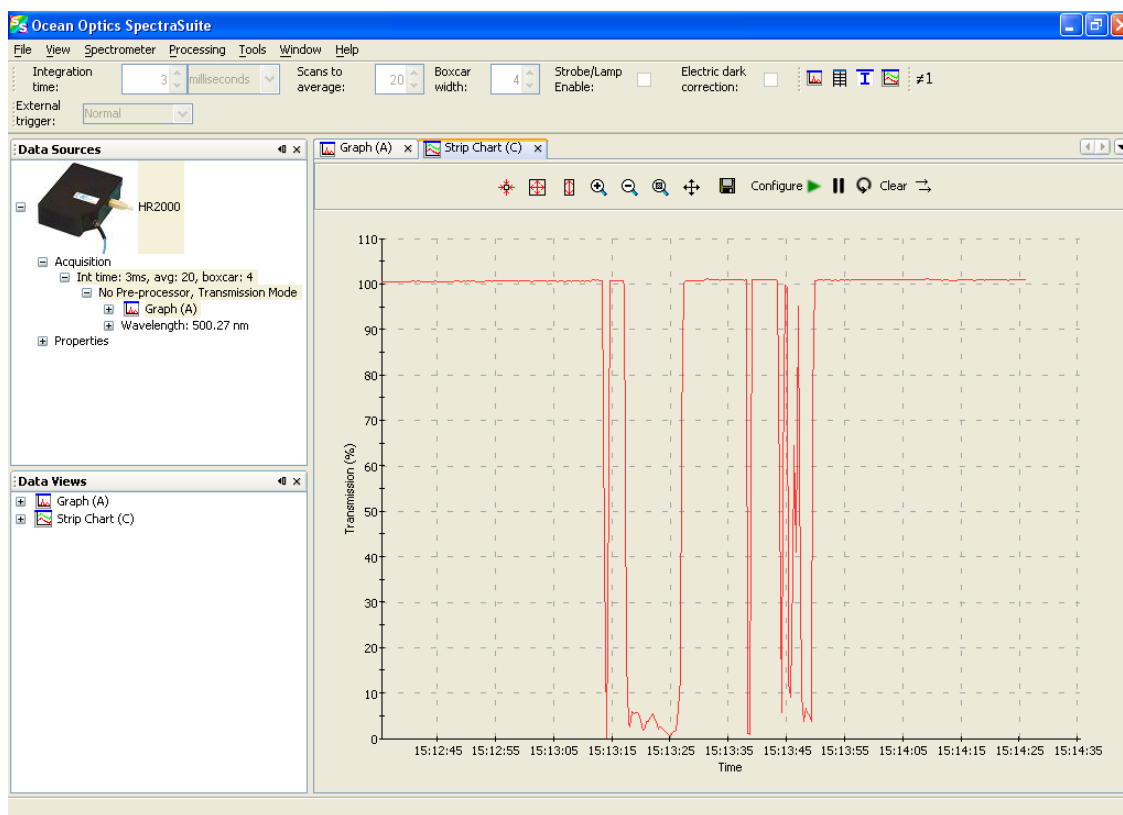 Ocean Optics SpectraSuite
File View Spectrometer Processing Tools Window Help
Integration time: 3 milliseconds Scans to average: 20 Boxcar width: 4 Strobe/Lamp Enable: Electric dark correction: ≠1
External trigger: Normal
Data Sources
HR2000
Acquisition
Int time: 3ms, avg: 20, boxcar: 4
No Pre-processor, Transmission Mode
Graph (A)
Wavelength: 500.27 nm
Properties
Data Views
Graph (A)
Strip Chart (C)
Graph (A) Strip Chart (C)
Configure Clear
110
100
90
80
70
60
50
40
30
20
10
0
Transmission (%)
15:12:45 15:12:55 15:13:05 15:13:15 15:13:25 15:13:35 15:13:45 15:13:55 15:14:05 15:14:15 15:14:25 15:14:35
Time